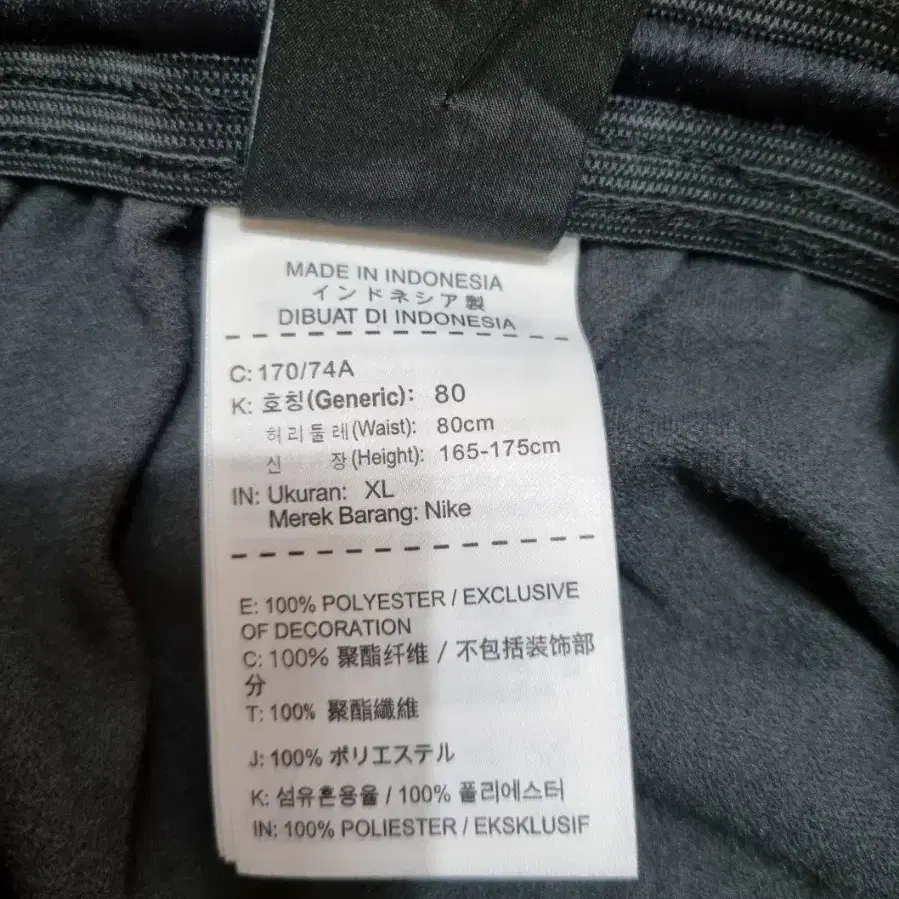 MADE IN INDONESIA
インドネシア製
DIBUAT DI INDONESIA
C: 170/74A
K: 호칭(Generic): 80
허리둘레(Waist): 80cm
신 장(Height): 165-175cm
IN: Ukuran: XL
Merek Barang: Nike
E: 100% POLYESTER / EXCLUSIVE
OF DECORATION
C: 100% 聚酯纤维 / 不包括装饰部
分
T: 100% 聚酯纖維
J: 100% ポリエステル
K: 섬유혼용율 / 100% 폴리에스터
IN: 100% POLIESTER / EKSKLUSIF